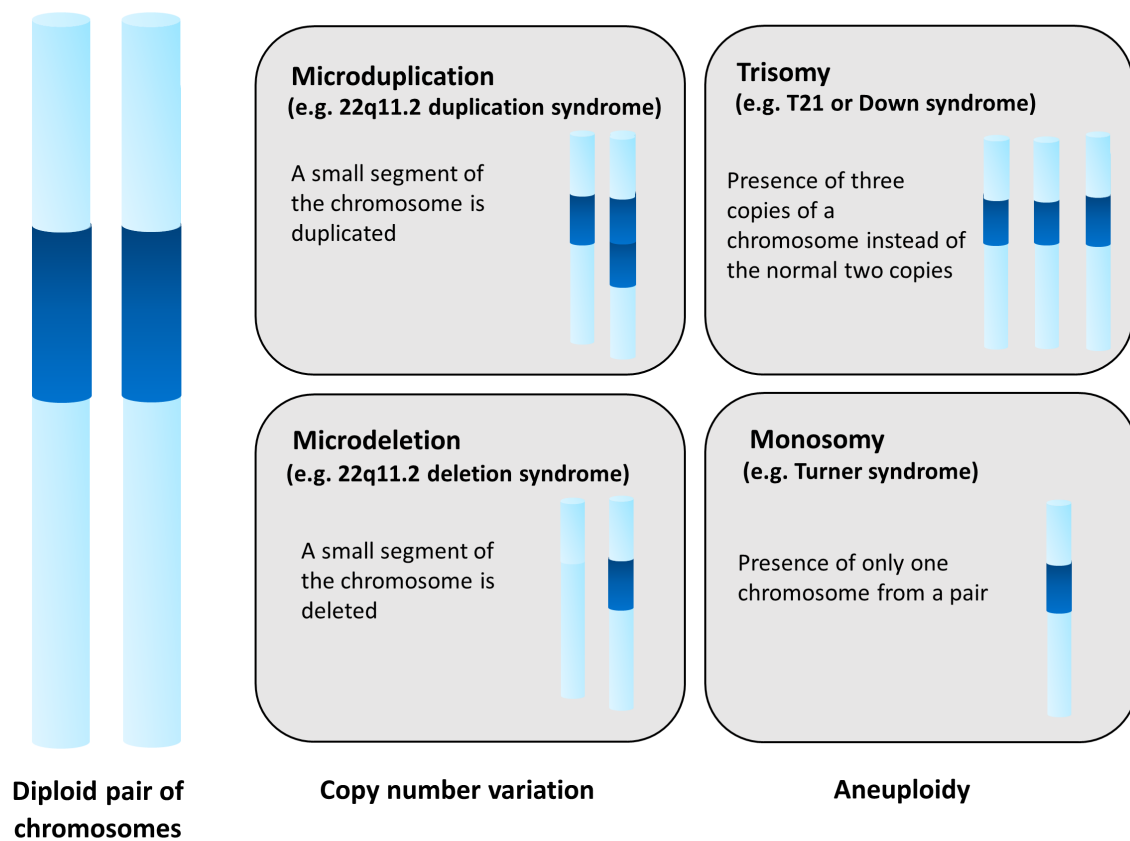 Microduplication
(e.g. 22q11.2 duplication syndrome)
A small segment of
the chromosome is
duplicated
Trisomy
(e.g. T21 or Down syndrome)
Presence of three
copies of a
chromosome instead of
the normal two copies
Microdeletion
(e.g. 22q11.2 deletion syndrome)
A small segment of
the chromosome is
deleted
Monosomy
(e.g. Turner syndrome)
Presence of only one
chromosome from a pair
Diploid pair of
chromosomes
Copy number variation
Aneuploidy